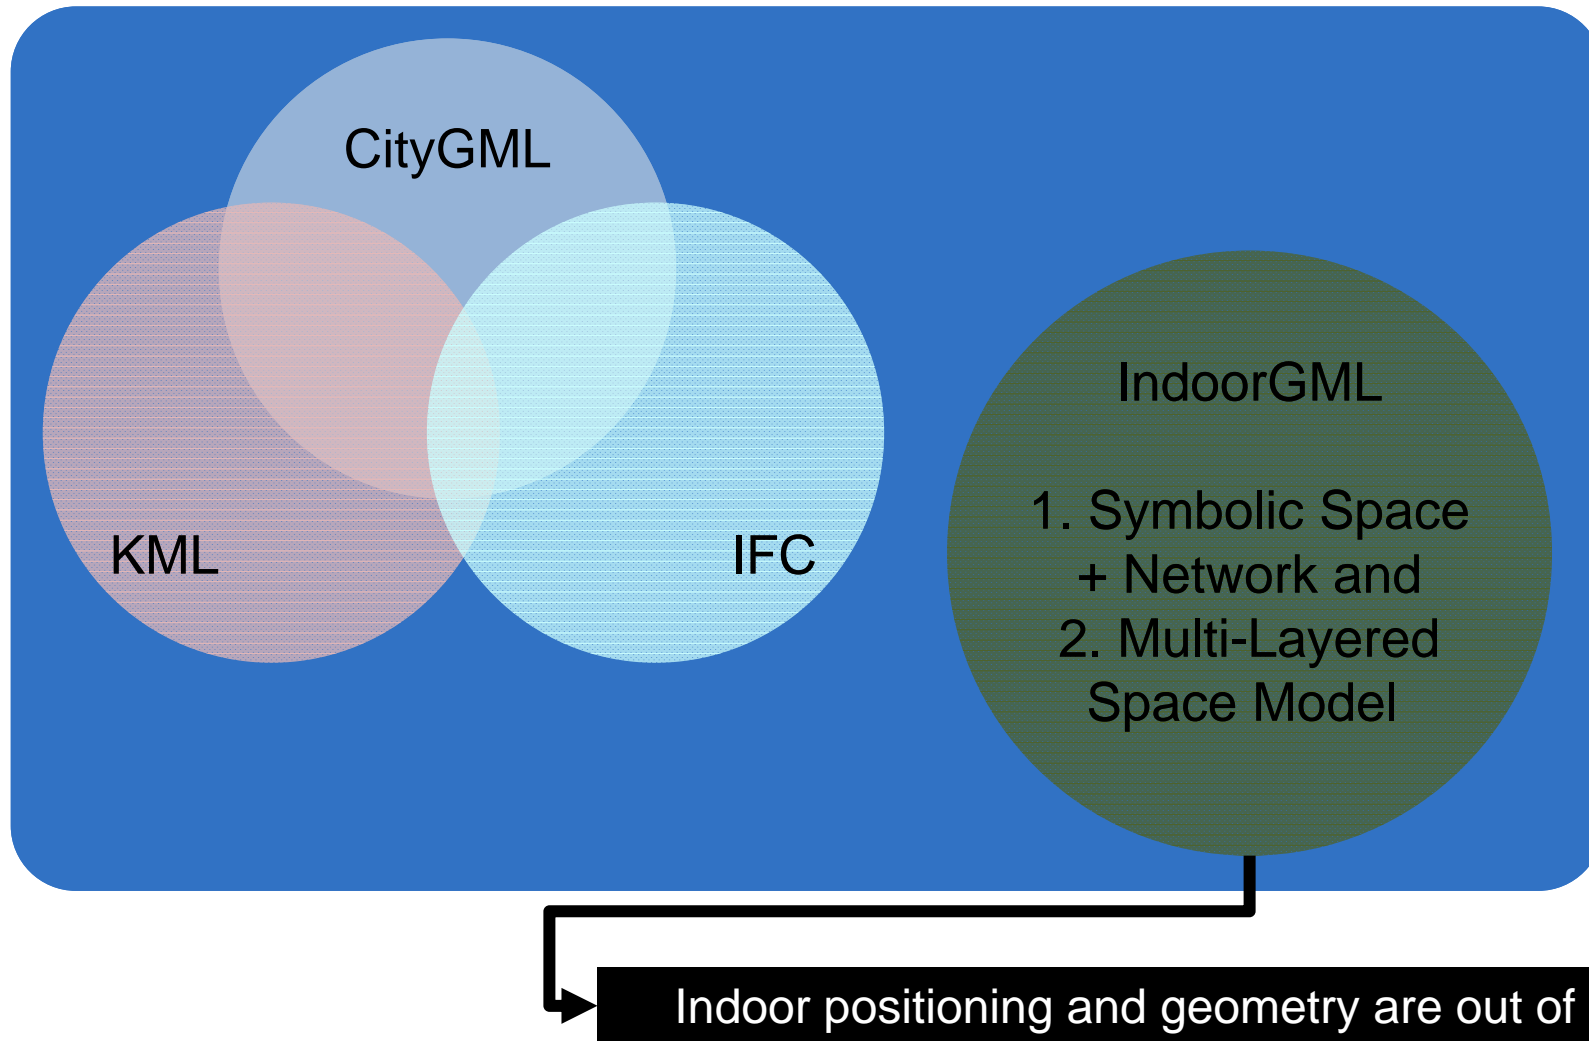 CityGML
KML
IFC
IndoorGML
1. Symbolic Space
+ Network and
2. Multi-Layered
Space Model
Indoor positioning and geometry are out of